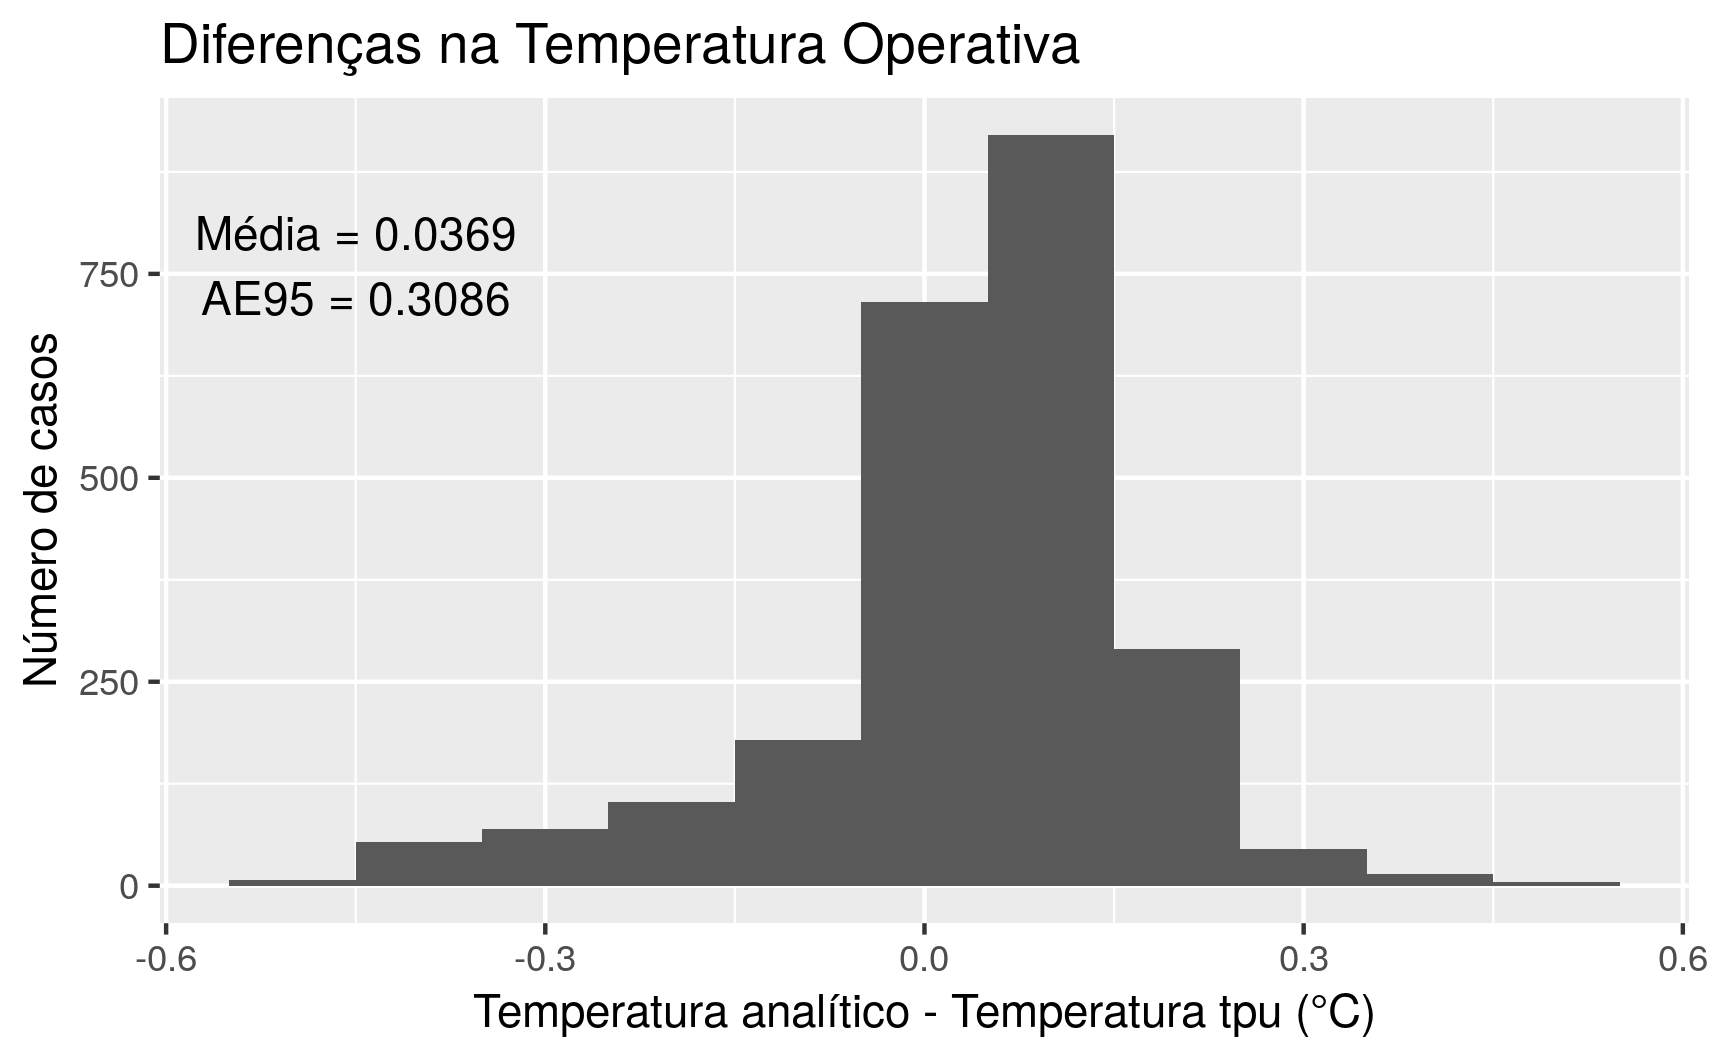 Diferenças na Temperatura Operativa
Média = 0.0369
AE95 = 0.3086
Número de casos
750
500
250
0
-0.6
-0.3
0.0
0.3
0.6
Temperatura analítico - Temperatura tpu (°C)